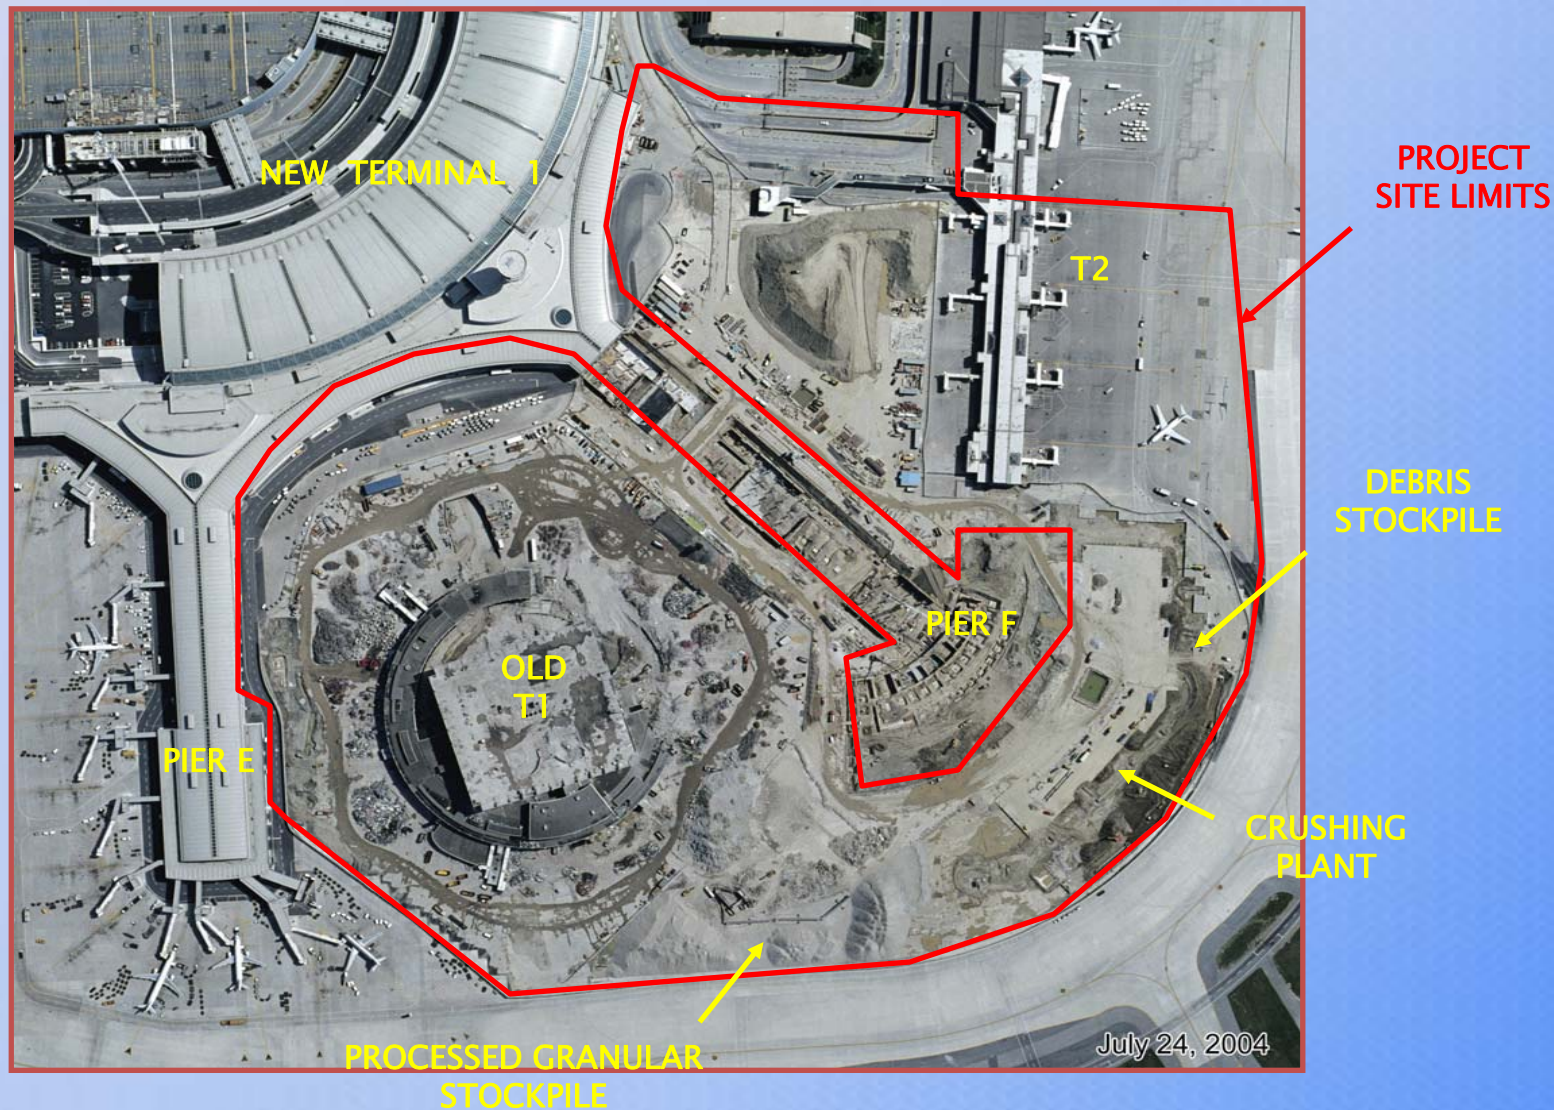 NEW TERMINAL 1
PROJECT
SITE LIMITS
T2
DEBRIS
STOCKPILE
PIER F
OLD
T1
PIER E
CRUSHING
PLANT
July 24, 2004
PROCESSED GRANULAR
STOCKPILE